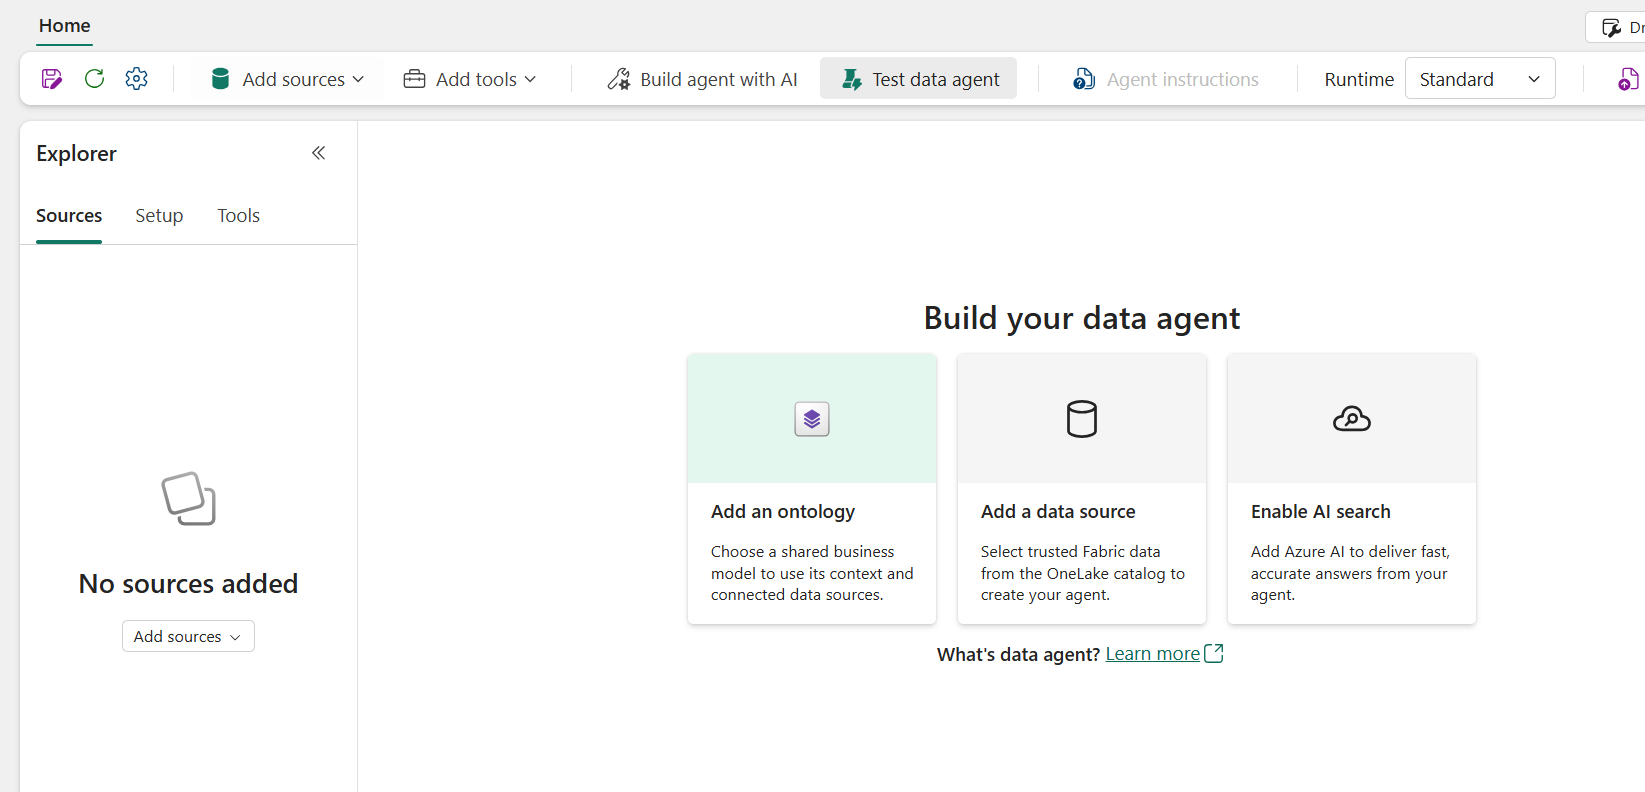 Home
Add sources
Add tools
Build agent with AI
Test data agent
Agent instructions
Runtime
Standard
Explorer
Sources
Setup
Tools
No sources added
Add sources
Build your data agent
Add an ontology
Choose a shared business
model to use its context and
connected data sources.
Add a data source
Select trusted Fabric data
from the OneLake catalog to
create your agent.
Enable AI search
Add Azure AI to deliver fast,
accurate answers from your
agent.
What's data agent? Learn more